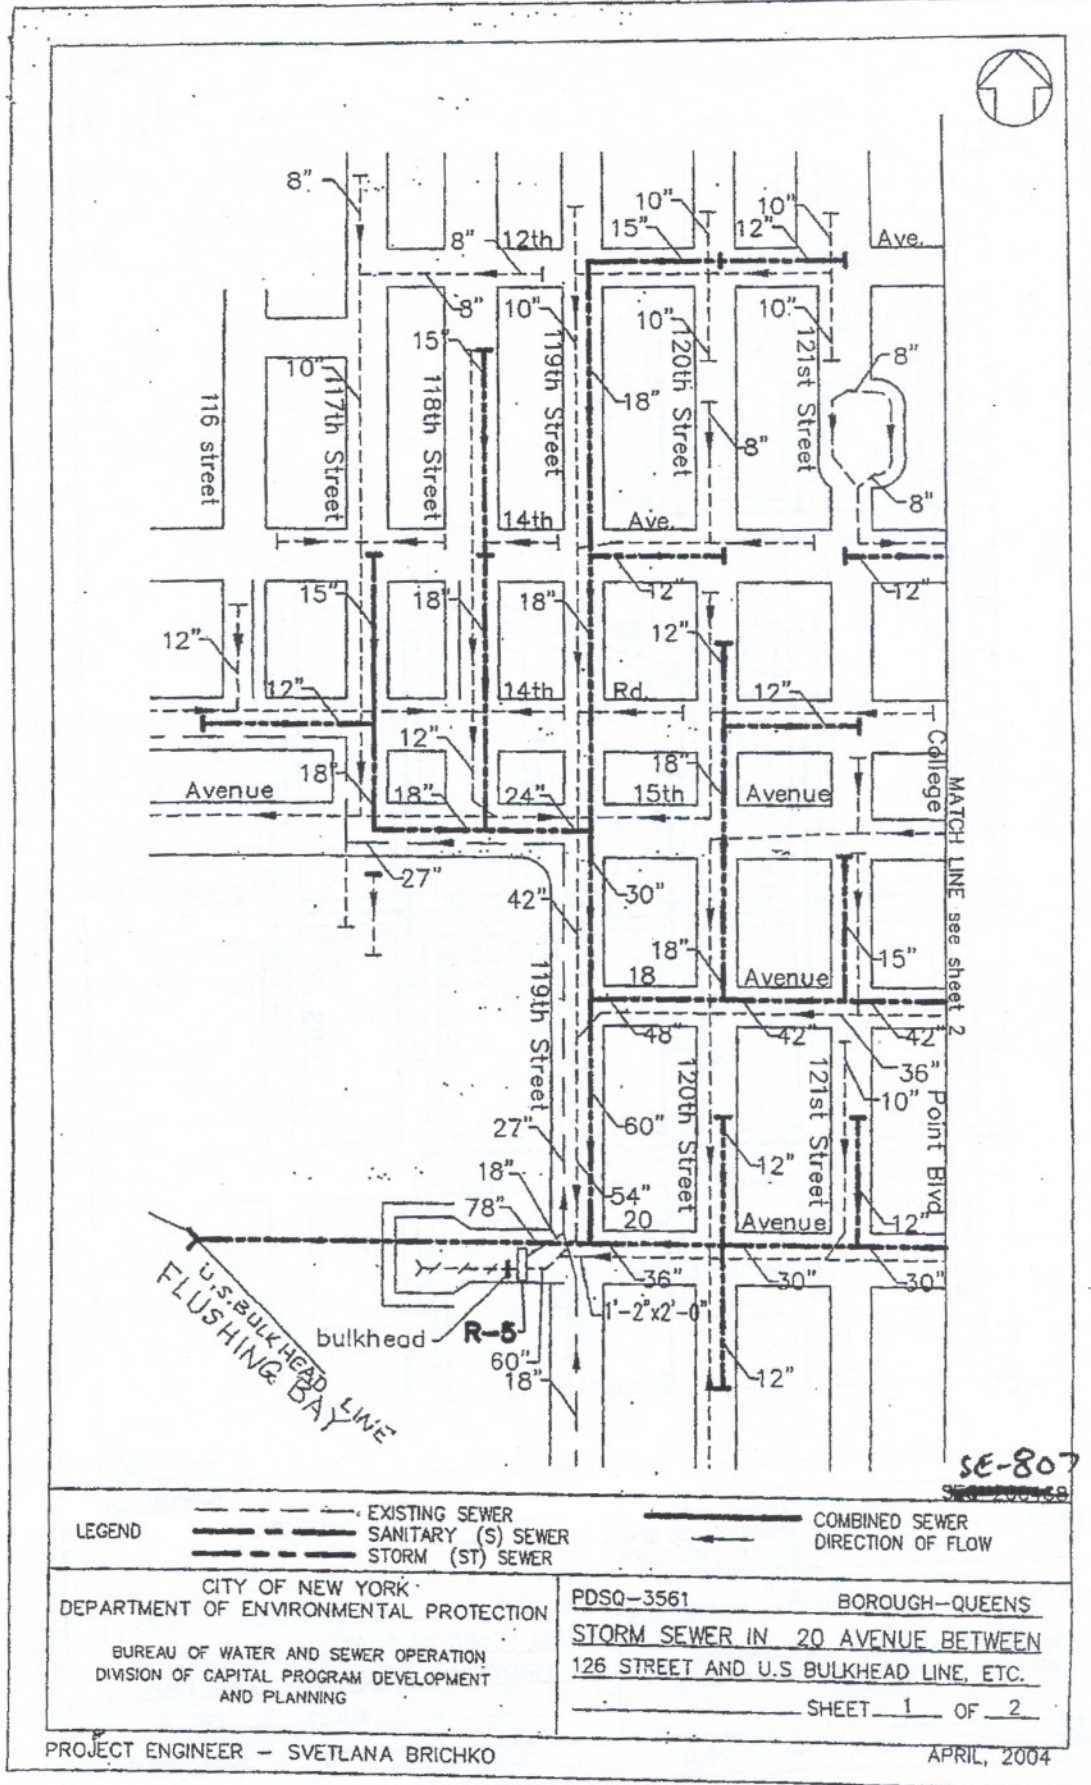 8"
10"
10"
15"
12"
Ave.
8"
12th
8"
10"
10"
10"
15"
119th Street
120th Street
121st Street
8"
10"
117th Street
118th Street
18"
116 street
8"
8"
14th
Ave.
15"
18"
18"
12"
12"
12"
12"
12"
14th
Rd.
12"
12"
18"
College
18"
Avenue
18"
24"
15th
Avenue
MATCH LINE see sheet 2
27"
42"
30"
18"
15"
119th Street
18
Avenue
48"
42"
42"
36"
120th Street
121st Street
10"
Point Blvd
27"
60"
12"
18"
54"
78"
20
Avenue
12"
36"
30"
30"
U.S. BULKHEAD LINE
FLUSHING BAY
bulkhead
R-5
1'-2"x2'-0"
60"
18"
12"
SE-807
LEGEND
EXISTING SEWER
SANITARY (S) SEWER
STORM (ST) SEWER
COMBINED SEWER
DIRECTION OF FLOW
CITY OF NEW YORK
DEPARTMENT OF ENVIRONMENTAL PROTECTION
BUREAU OF WATER AND SEWER OPERATION
DIVISION OF CAPITAL PROGRAM DEVELOPMENT
AND PLANNING
PDSQ-3561
BOROUGH-QUEENS
STORM SEWER IN 20 AVENUE BETWEEN
126 STREET AND U.S BULKHEAD LINE, ETC.
SHEET 1 OF 2
PROJECT ENGINEER - SVETLANA BRICHKO
APRIL, 2004